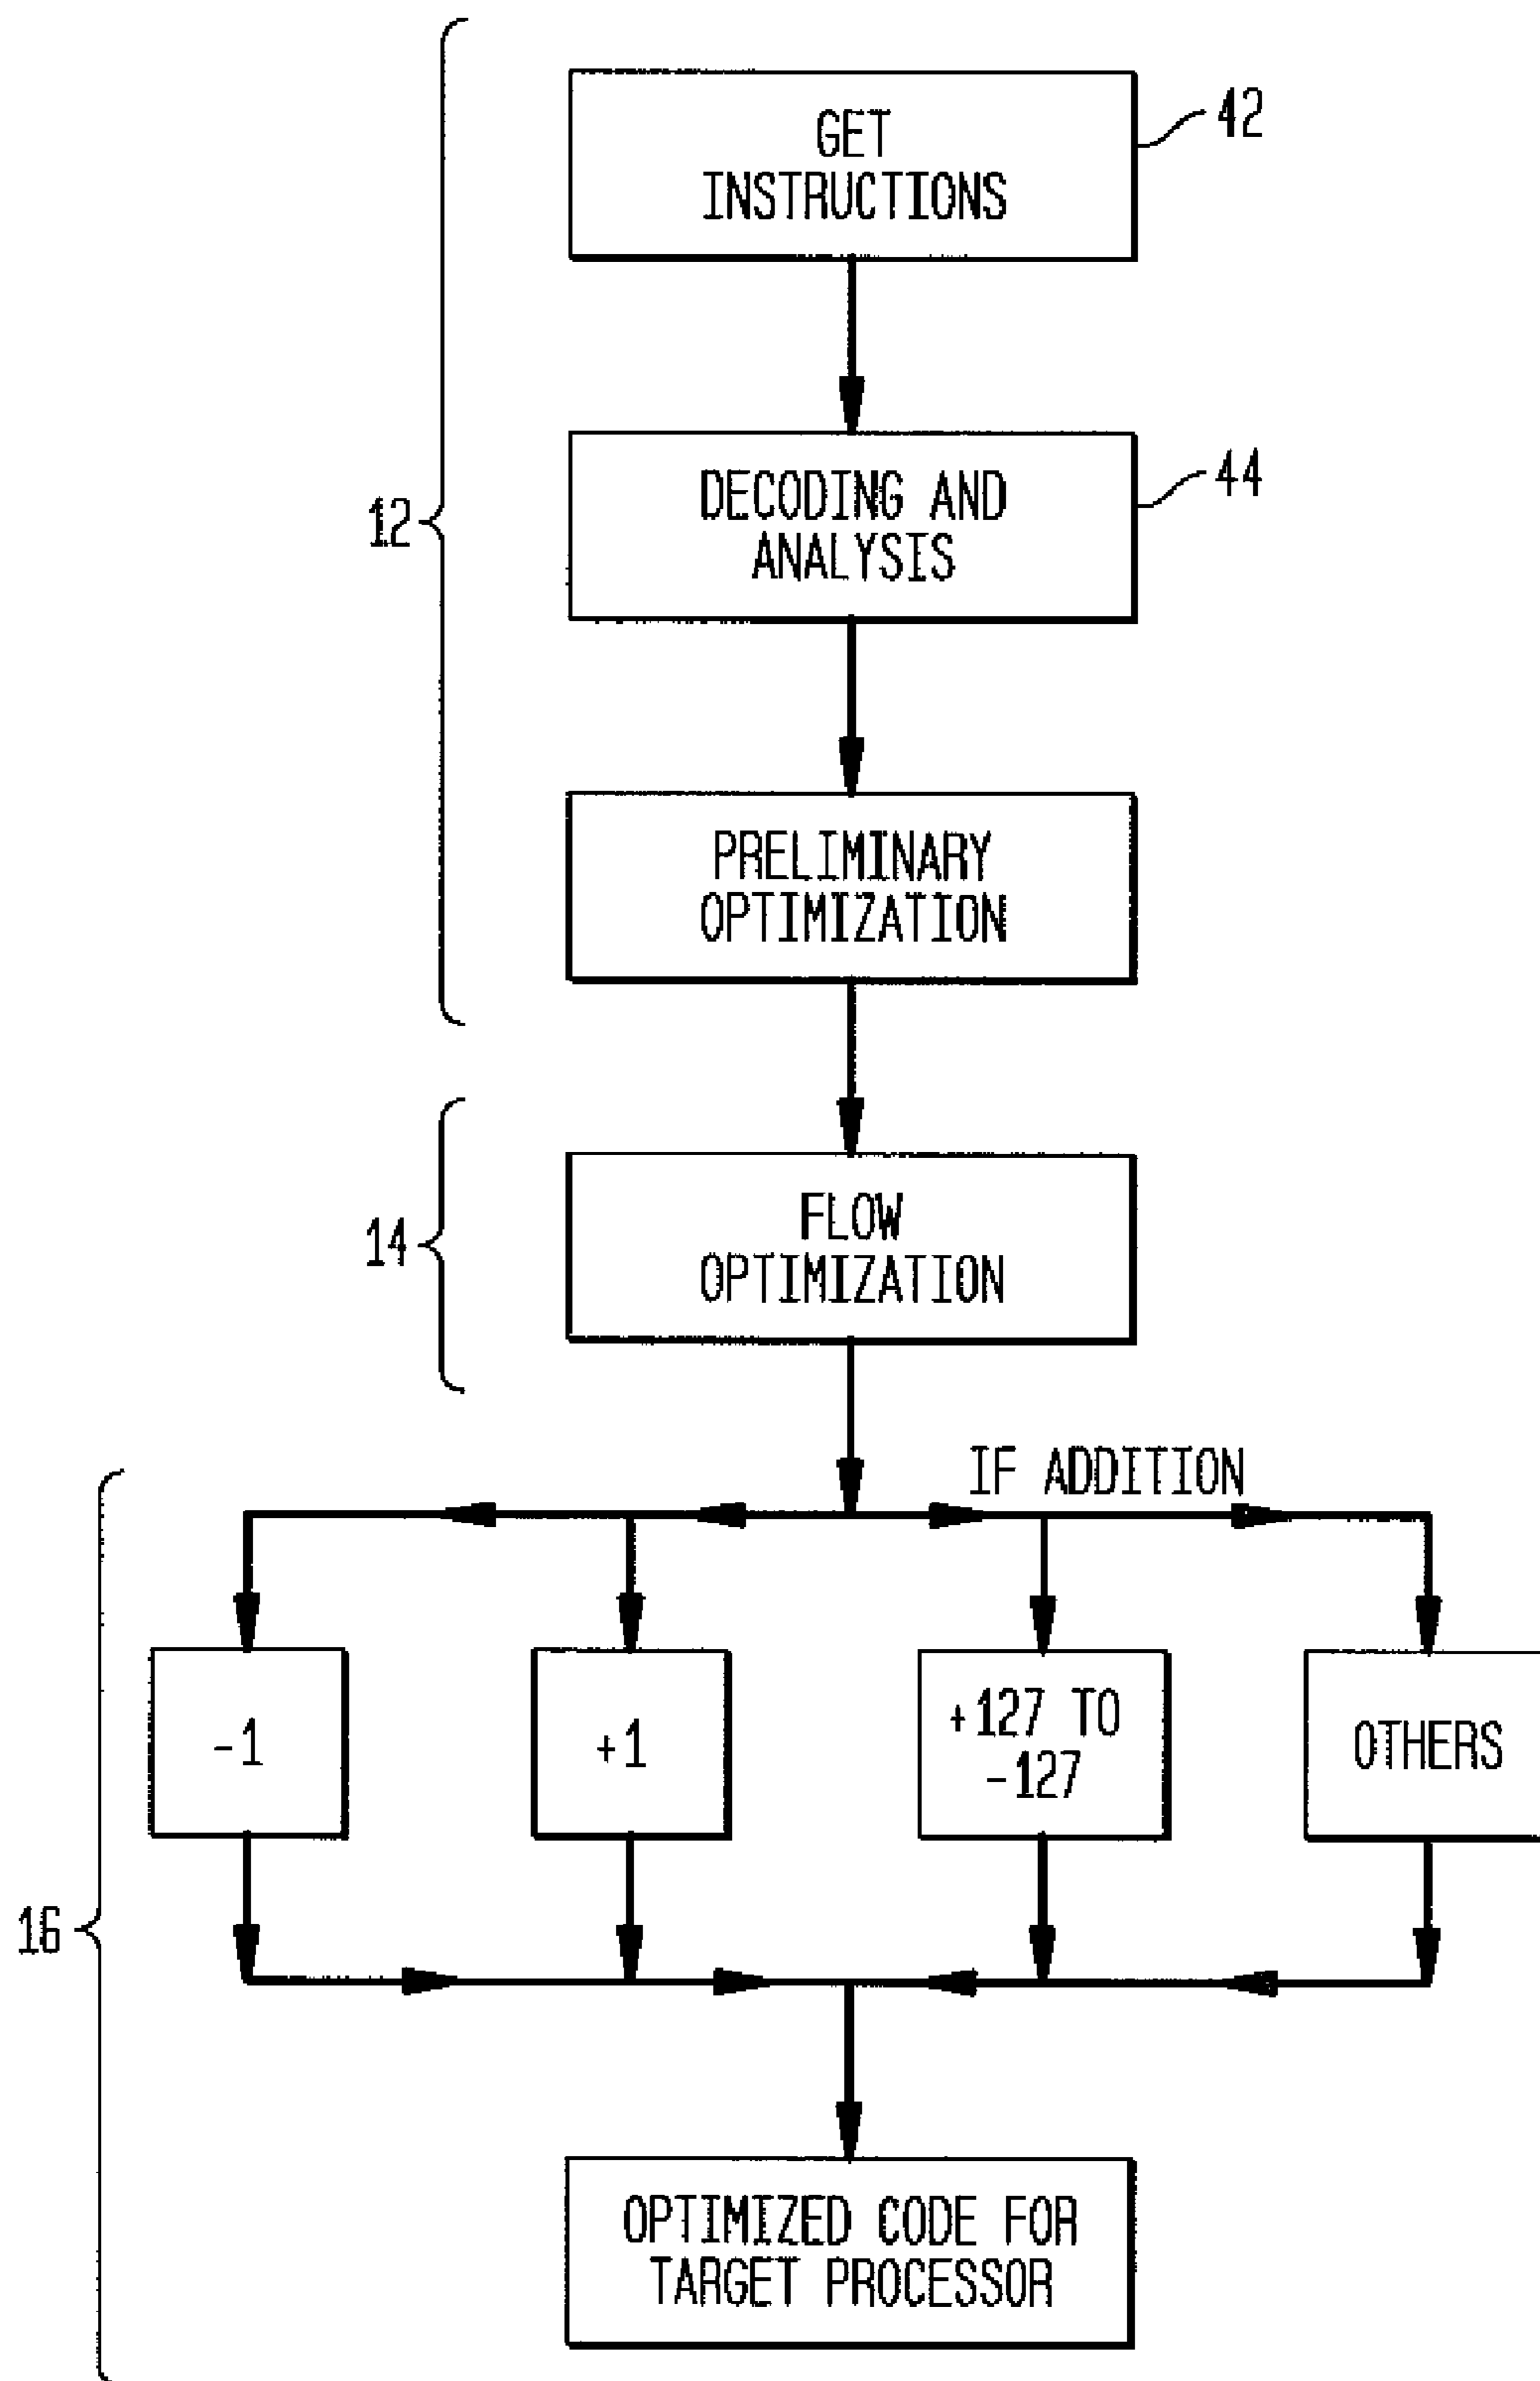 GET
INSTRUCTIONS
42
DECODING AND
ANALYSIS
44
12
PRELIMINARY
OPTIMIZATION
FLOW
OPTIMIZATION
14
IF ADDITION
-1
+1
+127 TO
-127
OTHERS
16
OPTIMIZED CODE FOR
TARGET PROCESSOR